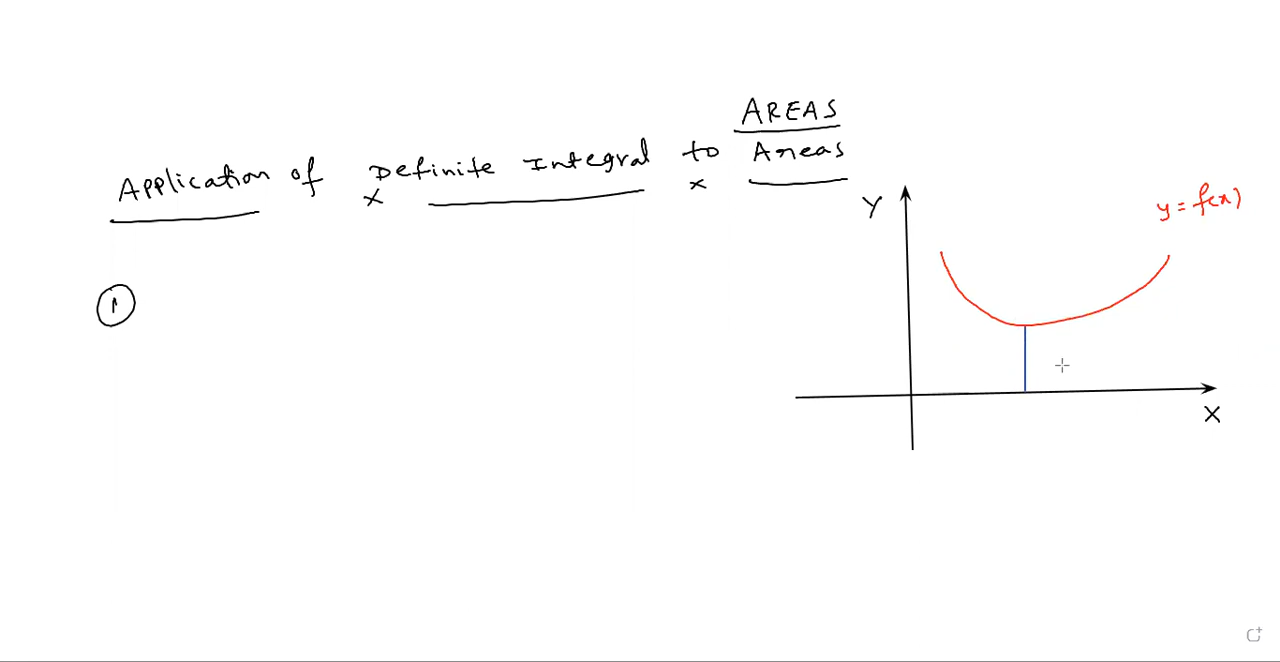 AREAS
Application of Definite Integral to Areas
x x
Y
y = f(x)
1
X